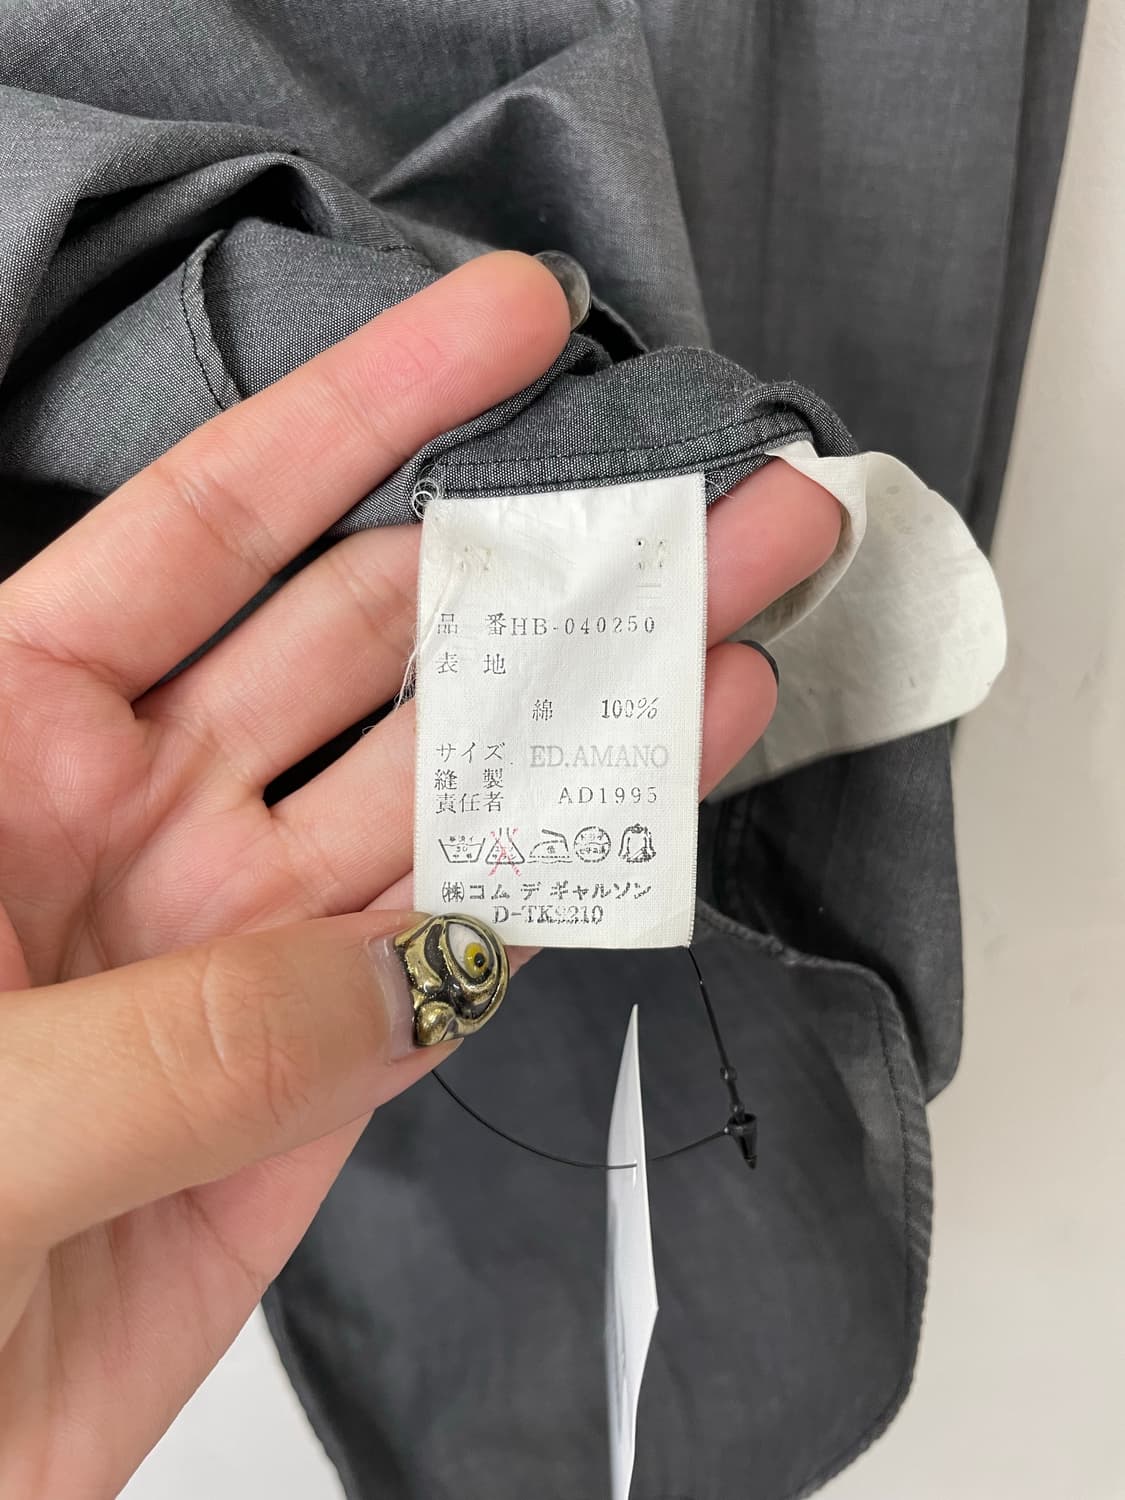 品 番HB-040250
表 地
綿 100%
サイズ ED.AMANO
縫 製
責任者 AD1995
(株)コム デ ギャルソン
D-TK9210